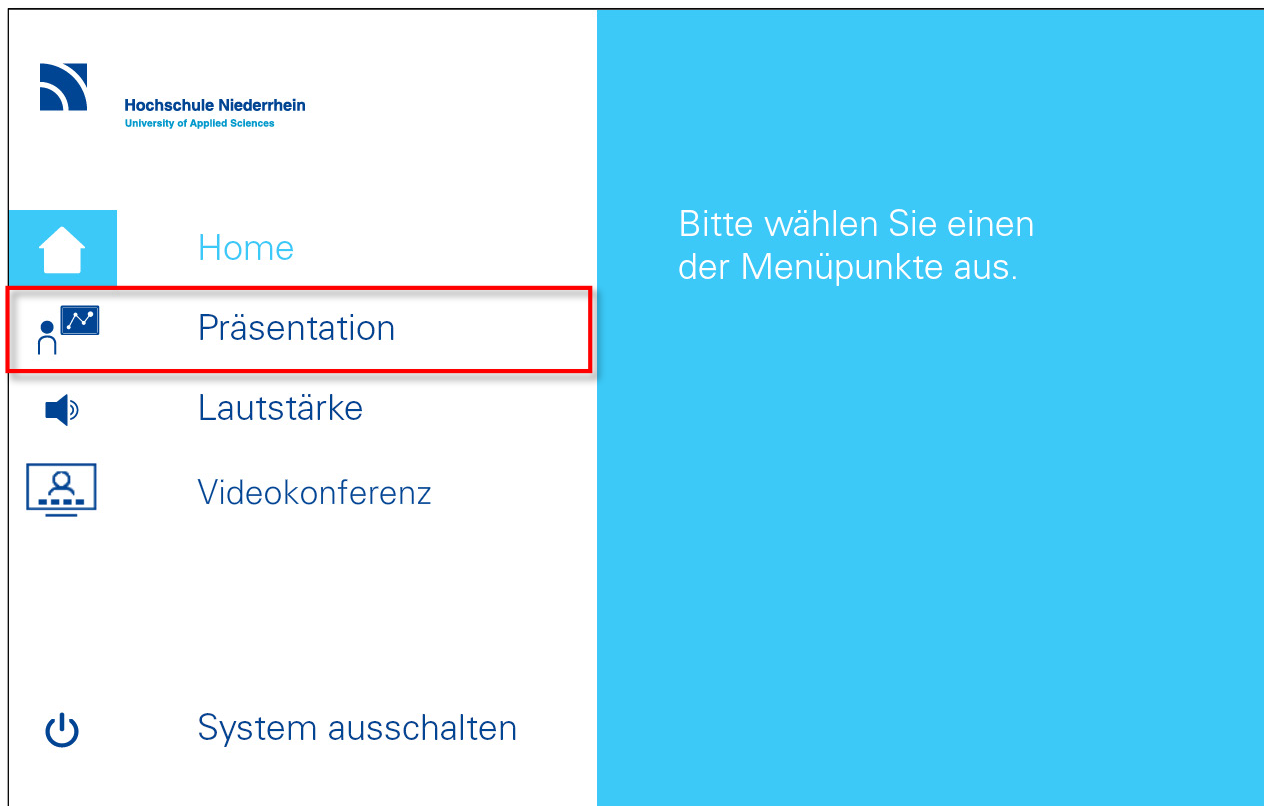 Hochschule Niederrhein
University of Applied Sciences
Home
Präsentation
Lautstärke
Videokonferenz
System ausschalten
Bitte wählen Sie einen
der Menüpunkte aus.